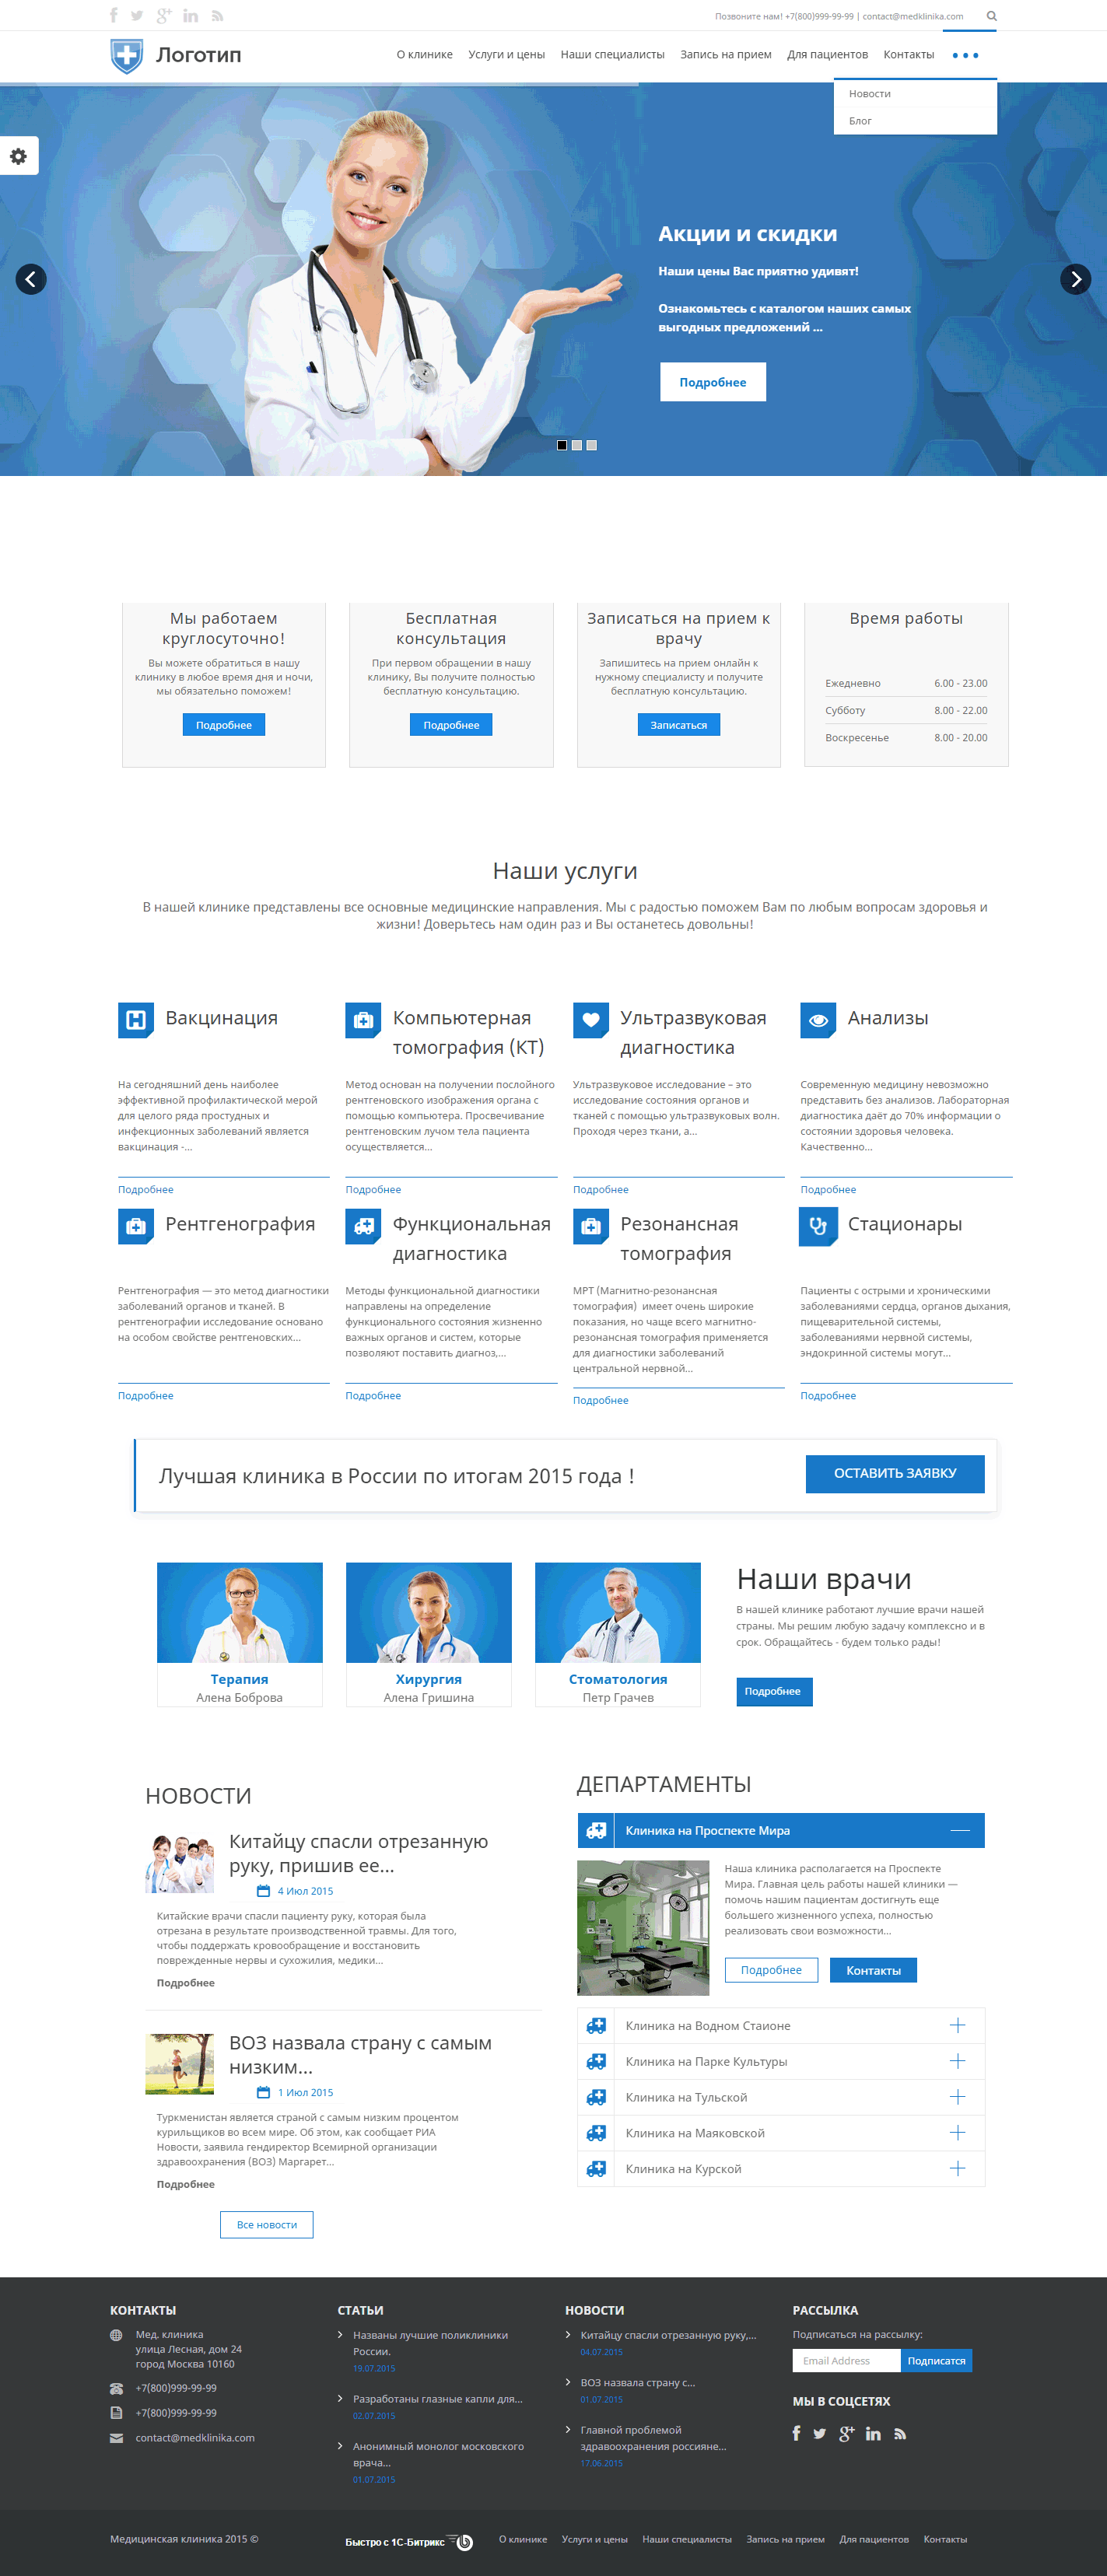 Позвоните нам! +7(800)999-99-99 | contact@medklinika.com
Логотип
О клинике Услуги и цены Наши специалисты Запись на прием Для пациентов Контакты
Новости
Блог
Акции и скидки
Наши цены Вас приятно удивят!
Ознакомьтесь с каталогом наших самых
выгодных предложений ...
Подробнее
Мы работаем
круглосуточно!
Вы можете обратиться в нашу
клинику в любое время дня и ночи,
мы обязательно поможем!
Подробнее
Бесплатная
консультация
При первом обращении в нашу
клинику, Вы получите полностью
бесплатную консультацию.
Подробнее
Записаться на прием к
врачу
Запишитесь на прием онлайн к
нужному специалисту и получите
бесплатную консультацию.
Записаться
Время работы
Ежедневно 6.00 - 23.00
Субботу 8.00 - 22.00
Воскресенье 8.00 - 20.00
Наши услуги
В нашей клинике представлены все основные медицинские направления. Мы с радостью поможем Вам по любым вопросам здоровья и
жизни! Доверьтесь нам один раз и Вы останетесь довольны!
Вакцинация
На сегодняшний день наиболее
эффективной профилактической мерой
для целого ряда простудных и
инфекционных заболеваний является
вакцинация -...
Подробнее
Компьютерная
томография (КТ)
Метод основан на получении послойного
рентгеновского изображения органа с
помощью компьютера. Просвечивание
рентгеновским лучом тела пациента
осуществляется...
Подробнее
Ультразвуковая
диагностика
Ультразвуковое исследование – это
исследование состояния органов и
тканей с помощью ультразвуковых волн.
Проходя через ткани, а...
Подробнее
Анализы
Современную медицину невозможно
представить без анализов. Лабораторная
диагностика даёт до 70% информации о
состоянии здоровья человека.
Качественно...
Подробнее
Рентгенография
Рентгенография — это метод диагностики
заболеваний органов и тканей. В
рентгенографии исследование основано
на особом свойстве рентгеновских...
Подробнее
Функциональная
диагностика
Методы функциональной диагностики
направлены на определение
функционального состояния жизненно
важных органов и систем, которые
позволяют поставить диагноз,...
Подробнее
Резонансная
томография
МРТ (Магнитно-резонансная
томография) имеет очень широкие
показания, но чаще всего магнитно-
резонансная томография применяется
для диагностики заболеваний
центральной нервной...
Подробнее
Стационары
Пациенты с острыми и хроническими
заболеваниями сердца, органов дыхания,
пищеварительной системы,
заболеваниями нервной системы,
эндокринной системы могут...
Подробнее
Лучшая клиника в России по итогам 2015 года !
ОСТАВИТЬ ЗАЯВКУ
Терапия
Алена Боброва
Хирургия
Алена Гришина
Стоматология
Петр Грачев
Наши врачи
В нашей клинике работают лучшие врачи нашей
страны. Мы решим любую задачу комплексно и в
срок. Обращайтесь - будем только рады!
Подробнее
НОВОСТИ
Китайцу спасли отрезанную
руку, пришив ее...
4 Июл 2015
Китайские врачи спасли пациенту руку, которая была
отрезана в результате производственной травмы. Для того,
чтобы поддержать кровообращение и восстановить
поврежденные нервы и сухожилия, медики...
Подробнее
ВОЗ назвала страну с самым
низким...
1 Июл 2015
Туркменистан является страной с самым низким процентом
курильщиков во всем мире. Об этом, как сообщает РИА
Новости, заявила гендиректор Всемирной организации
здравоохранения (ВОЗ) Маргарет...
Подробнее
Все новости
ДЕПАРТАМЕНТЫ
Клиника на Проспекте Мира
Наша клиника располагается на Проспекте
Мира. Главная цель работы нашей клиники —
помочь нашим пациентам достигнуть еще
большего жизненного успеха, полностью
реализовать свои возможности...
Подробнее Контакты
Клиника на Водном Стаионе
Клиника на Парке Культуры
Клиника на Тульской
Клиника на Маяковской
Клиника на Курской
КОНТАКТЫ
Мед. клиника
улица Лесная, дом 24
город Москва 10160
+7(800)999-99-99
+7(800)999-99-99
contact@medklinika.com
СТАТЬИ
Названы лучшие поликлиники
России.
19.07.2015
Разработаны глазные капли для...
02.07.2015
Анонимный монолог московского
врача...
01.07.2015
НОВОСТИ
Китайцу спасли отрезанную руку,...
04.07.2015
ВОЗ назвала страну с...
01.07.2015
Главной проблемой
здравоохранения россияне...
17.06.2015
РАССЫЛКА
Подписаться на рассылку:
Email Address Подписатся
МЫ В СОЦСЕТЯХ
Медицинская клиника 2015 ©
Быстро с 1С-Битрикс
О клинике Услуги и цены Наши специалисты Запись на прием Для пациентов Контакты